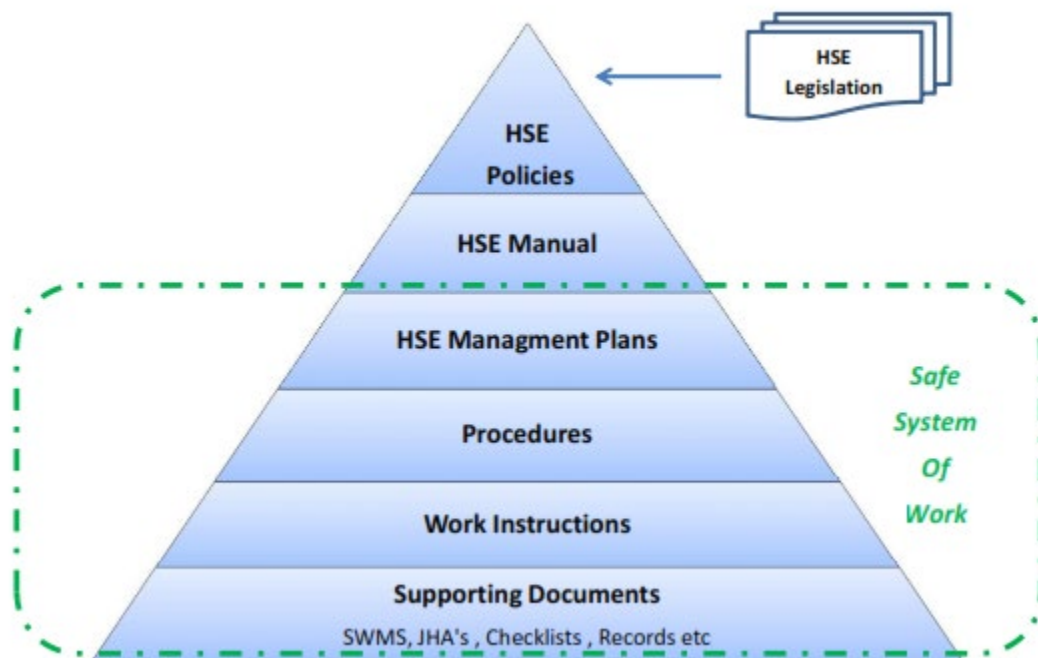 HSE
Legislation
HSE
Policies
HSE Manual
HSE Managment Plans
Safe
System
Of
Work
Procedures
Work Instructions
Supporting Documents
SWMS, JHA's , Checklists , Records etc